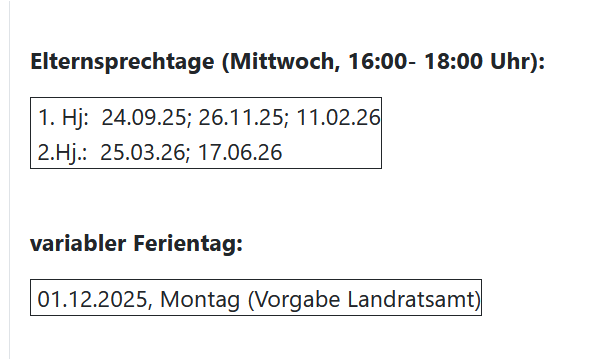 Elternsprechtage (Mittwoch, 16:00- 18:00 Uhr):
1. Hj:  24.09.25; 26.11.25; 11.02.26
2.Hj.:  25.03.26; 17.06.26
variabler Ferientag:
01.12.2025, Montag (Vorgabe Landratsamt)